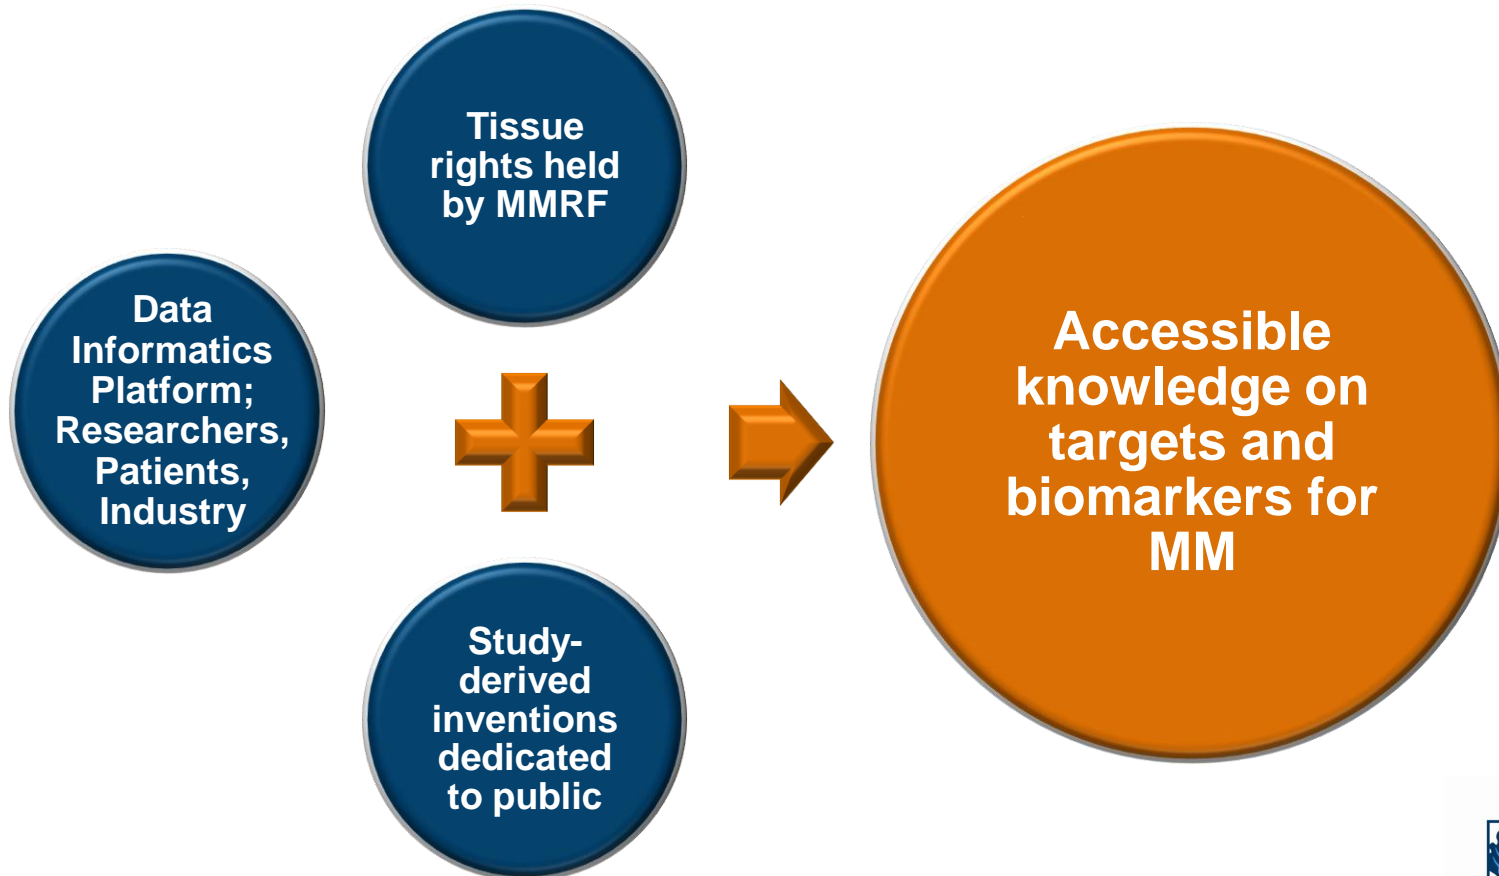 Tissue
rights held
by MMRF
Data
Informatics
Platform;
Researchers,
Patients,
Industry
Study-
derived
inventions
dedicated
to public
Accessible
knowledge on
targets and
biomarkers for
MM